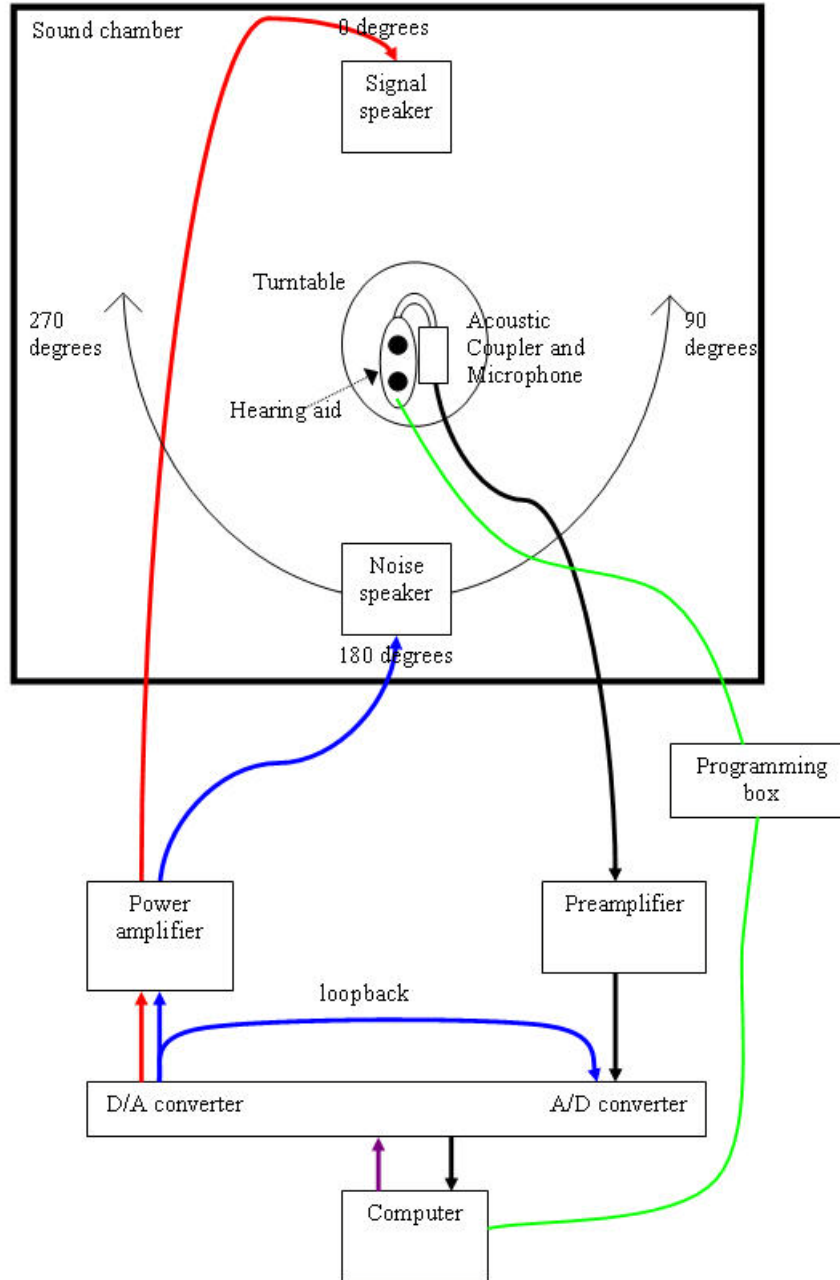 Sound chamber
0 degrees
Signal
speaker
Turntable
270
degrees
Acoustic
Coupler and
Microphone
90
degrees
Hearing aid
Noise
speaker
180 degrees
Programming
box
Power
amplifier
Preamplifier
loopback
D/A converter
A/D converter
Computer